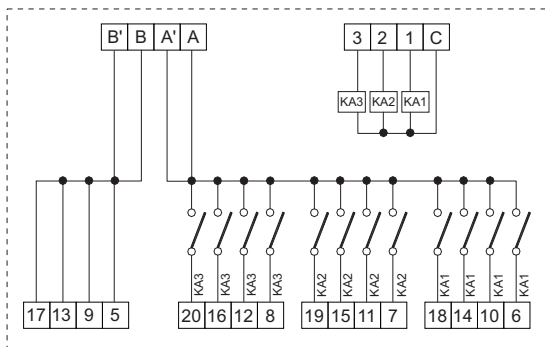 B' B A' A
3 2 1 C
KA3 KA2 KA1
KA3 KA3 KA3 KA3 KA2 KA2 KA2 KA2 KA1 KA1 KA1 KA1
17 13 9 5
20 16 12 8
19 15 11 7
18 14 10 6